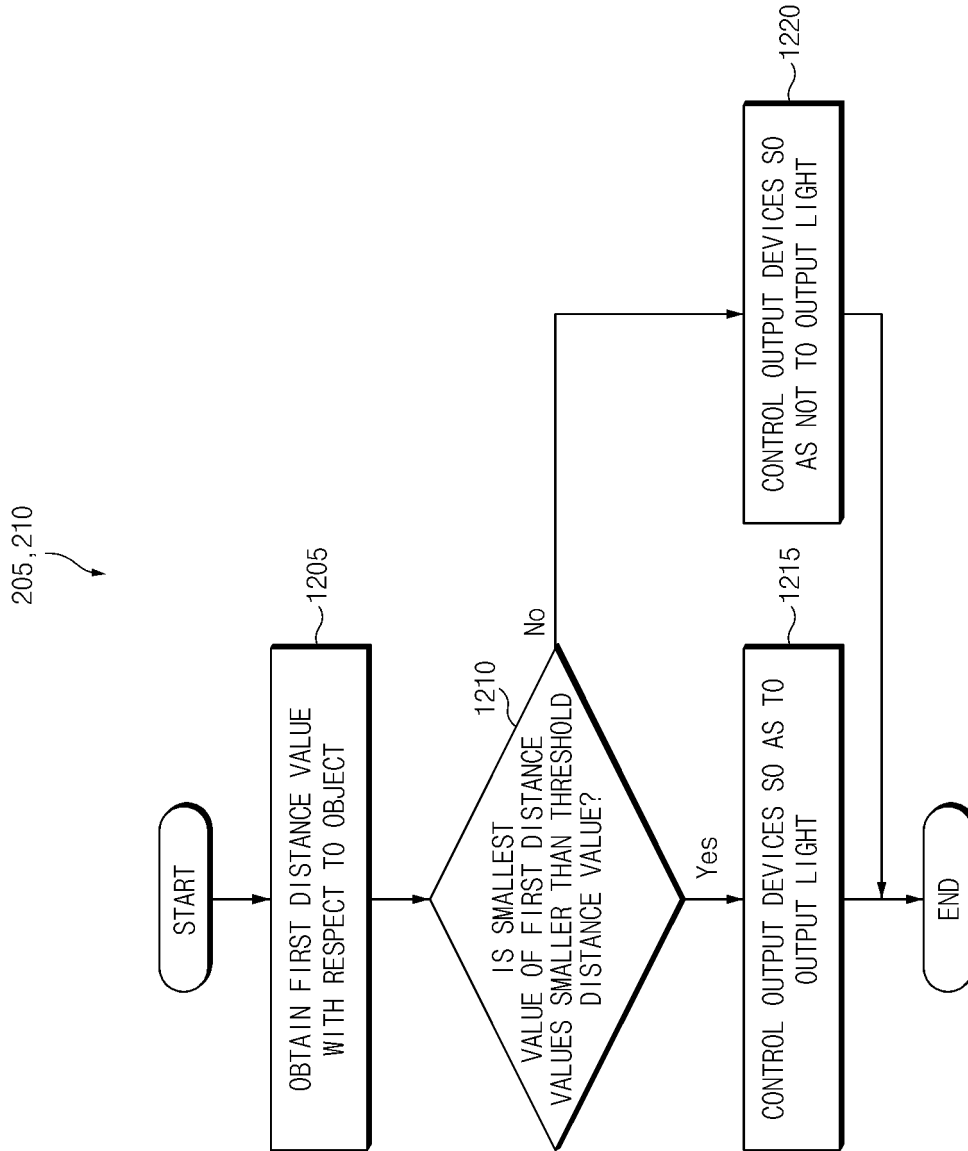 205,210
START
1205
OBTAIN FIRST DISTANCE VALUE
WITH RESPECT TO OBJECT
1210
IS SMALLEST
VALUE OF FIRST DISTANCE
VALUES SMALLER THAN THRESHOLD
DISTANCE VALUE?
No
Yes
1215
CONTROL OUTPUT DEVICES SO AS TO
OUTPUT LIGHT
1220
CONTROL OUTPUT DEVICES SO
AS NOT TO OUTPUT LIGHT
END